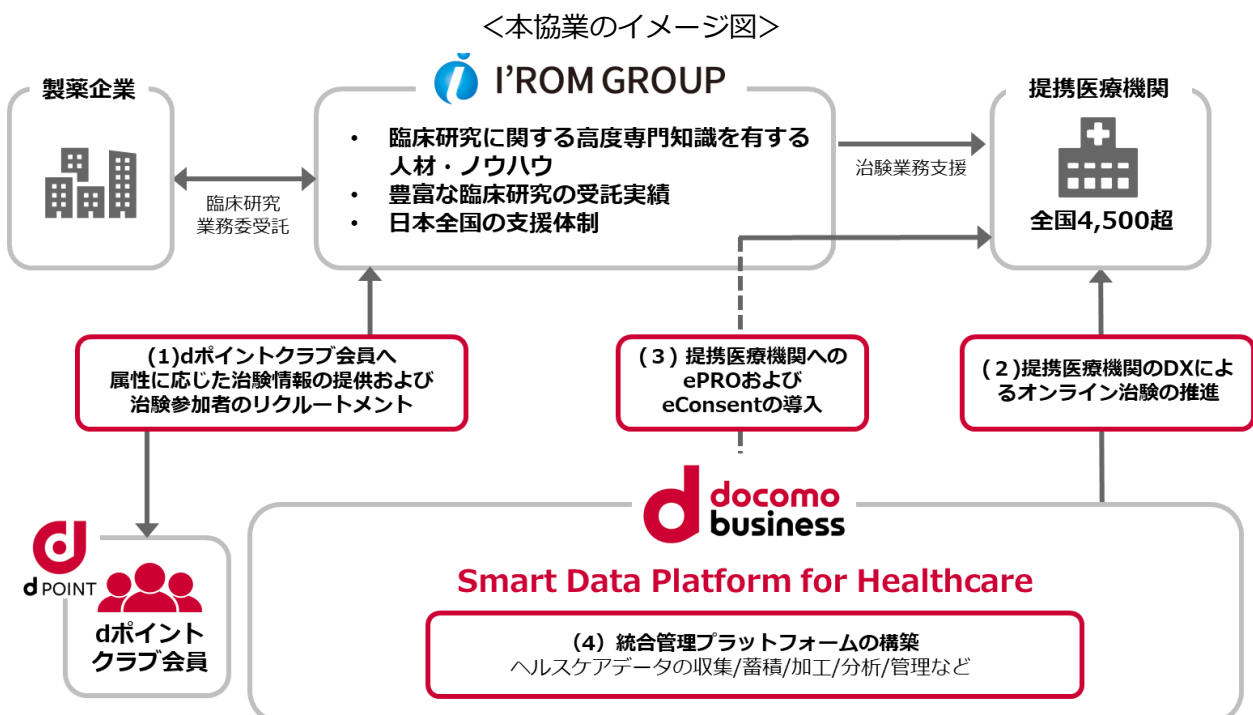 ＜本協業のイメージ図＞
製薬企業
I'ROM GROUP
提携医療機関
• 臨床研究に関する高度専門知識を有する
人材・ノウハウ
• 豊富な臨床研究の受託実績
• 日本全国の支援体制
臨床研究
業務委受託
治験業務支援
全国4,500超
(1)dポイントクラブ会員へ
属性に応じた治験情報の提供および
治験参加者のリクルートメント
（３）提携医療機関への
ePROおよび
eConsentの導入
(２)提携医療機関のDXによ
るオンライン治験の推進
d POINT
dポイント
クラブ会員
docomo
business
Smart Data Platform for Healthcare
（4）統合管理プラットフォームの構築
ヘルスケアデータの収集/蓄積/加工/分析/管理など